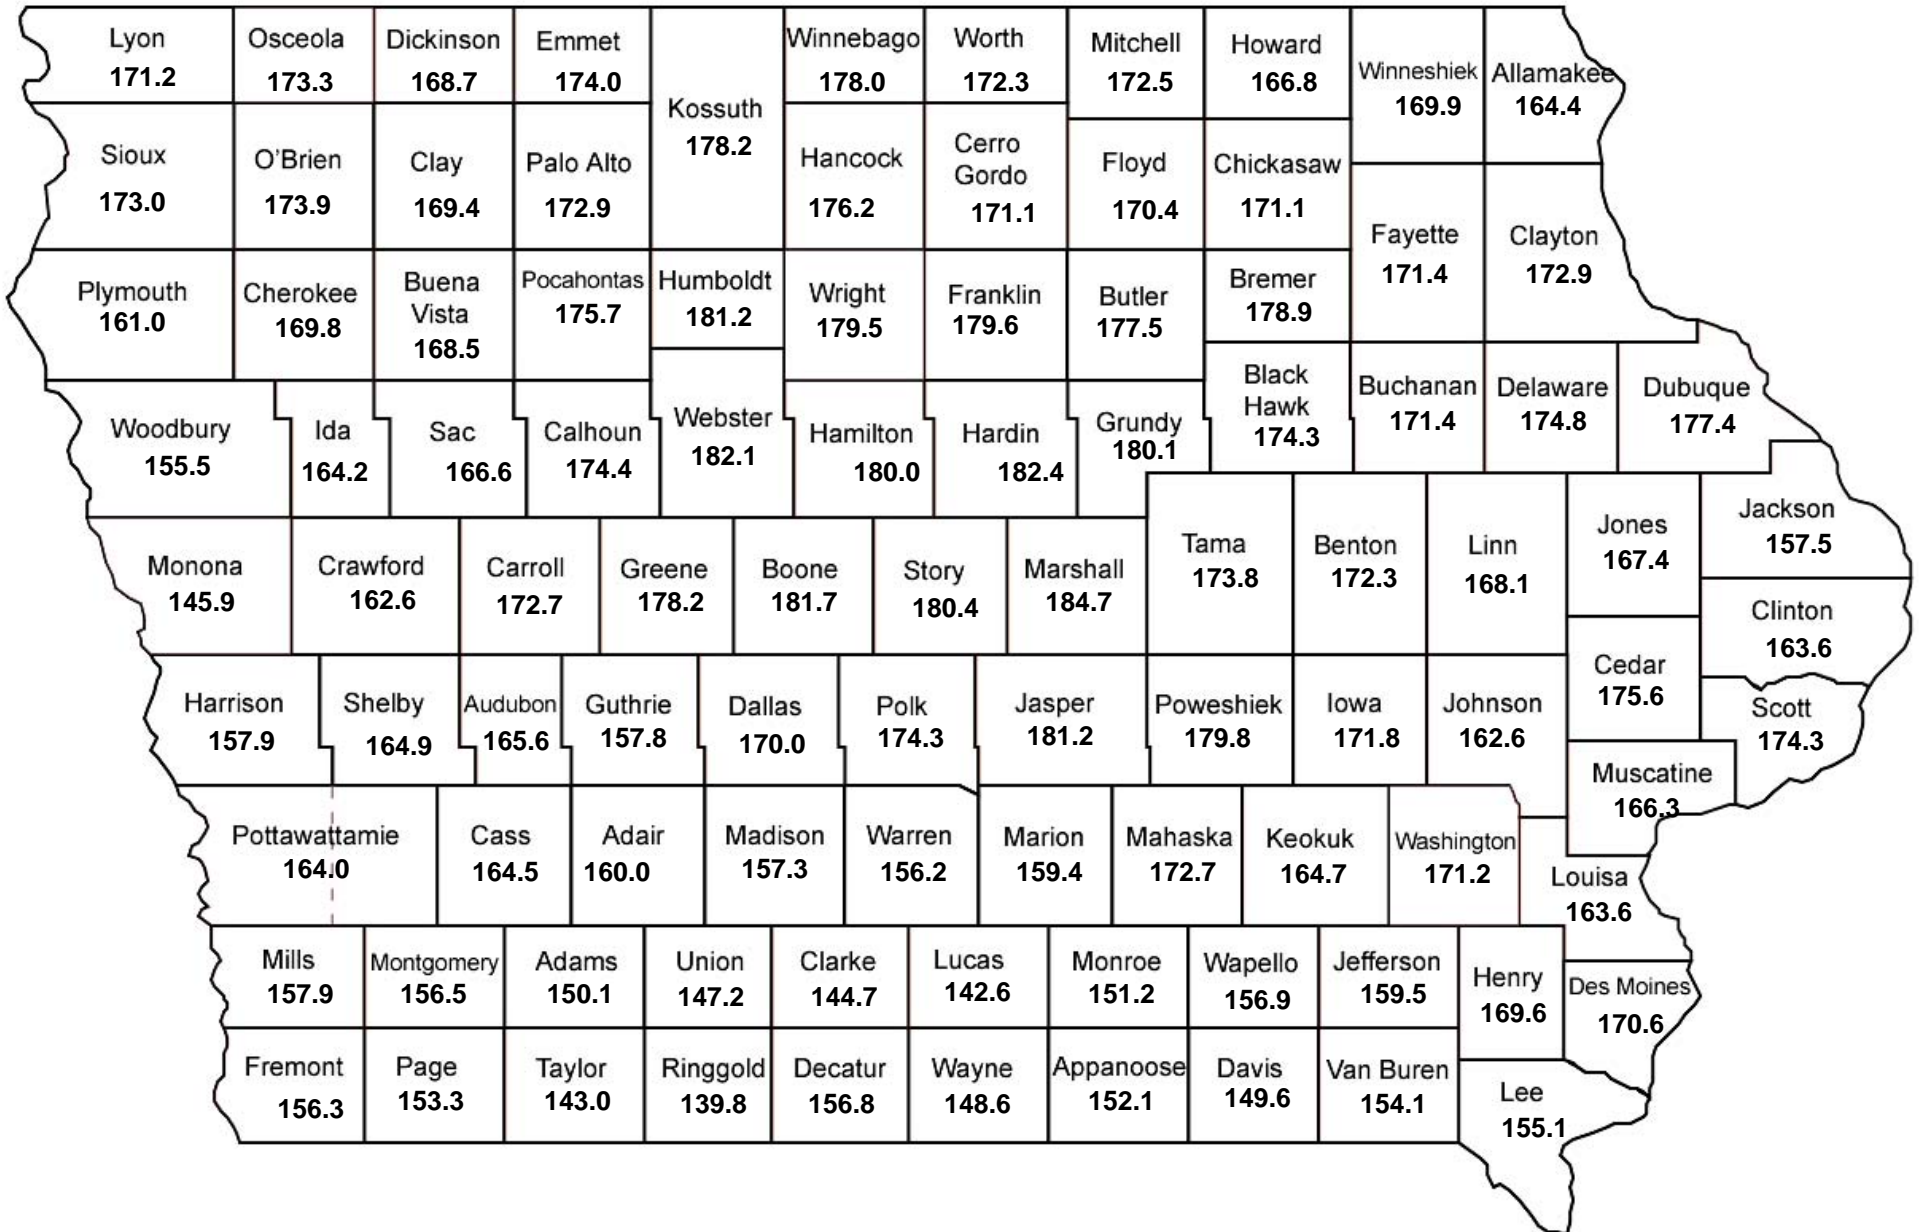 Lyon
171.2
Osceola
173.3
Dickinson
168.7
Emmet
174.0
Kossuth
178.2
Winnebago
178.0
Worth
172.3
Mitchell
172.5
Howard
166.8
Winneshiek
169.9
Allamakee
164.4
Sioux
173.0
O'Brien
173.9
Clay
169.4
Palo Alto
172.9
Hancock
176.2
Cerro
Gordo
171.1
Floyd
170.4
Chickasaw
171.1
Fayette
171.4
Clayton
172.9
Plymouth
161.0
Cherokee
169.8
Buena
Vista
168.5
Pocahontas
175.7
Humboldt
181.2
Wright
179.5
Franklin
179.6
Butler
177.5
Bremer
178.9
Woodbury
155.5
Ida
164.2
Sac
166.6
Calhoun
174.4
Webster
182.1
Hamilton
180.0
Hardin
182.4
Grundy
180.1
Black
Hawk
174.3
Buchanan
171.4
Delaware
174.8
Dubuque
177.4
Monona
145.9
Crawford
162.6
Carroll
172.7
Greene
178.2
Boone
181.7
Story
180.4
Marshall
184.7
Tama
173.8
Benton
172.3
Linn
168.1
Jones
167.4
Jackson
157.5
Clinton
163.6
Harrison
157.9
Shelby
164.9
Audubon
165.6
Guthrie
157.8
Dallas
170.0
Polk
174.3
Jasper
181.2
Poweshiek
179.8
Iowa
171.8
Johnson
162.6
Cedar
175.6
Scott
174.3
Muscatine
166.3
Pottawattamie
164.0
Cass
164.5
Adair
160.0
Madison
157.3
Warren
156.2
Marion
159.4
Mahaska
172.7
Keokuk
164.7
Washington
171.2
Louisa
163.6
Mills
157.9
Montgomery
156.5
Adams
150.1
Union
147.2
Clarke
144.7
Lucas
142.6
Monroe
151.2
Wapello
156.9
Jefferson
159.5
Henry
169.6
Des Moines
170.6
Fremont
156.3
Page
153.3
Taylor
143.0
Ringgold
139.8
Decatur
156.8
Wayne
148.6
Appanoose
152.1
Davis
149.6
Van Buren
154.1
Lee
155.1